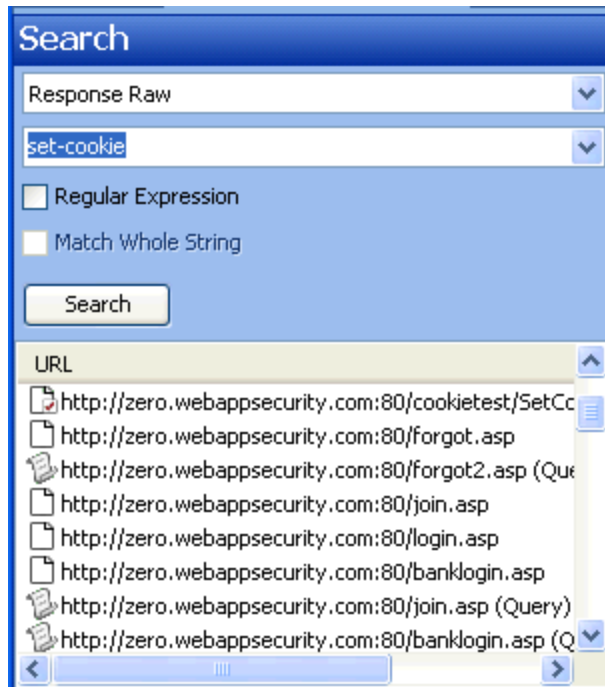 Search
Response Raw
set-cookie
Regular Expression
Match Whole String
Search
URL
http://zero.webappsecurity.com:80/cookietest/SetCo
http://zero.webappsecurity.com:80/forgot.asp
http://zero.webappsecurity.com:80/forgot2.asp (Que
http://zero.webappsecurity.com:80/join.asp
http://zero.webappsecurity.com:80/login.asp
http://zero.webappsecurity.com:80/banklogin.asp
http://zero.webappsecurity.com:80/join.asp (Query)
http://zero.webappsecurity.com:80/banklogin.asp (Q